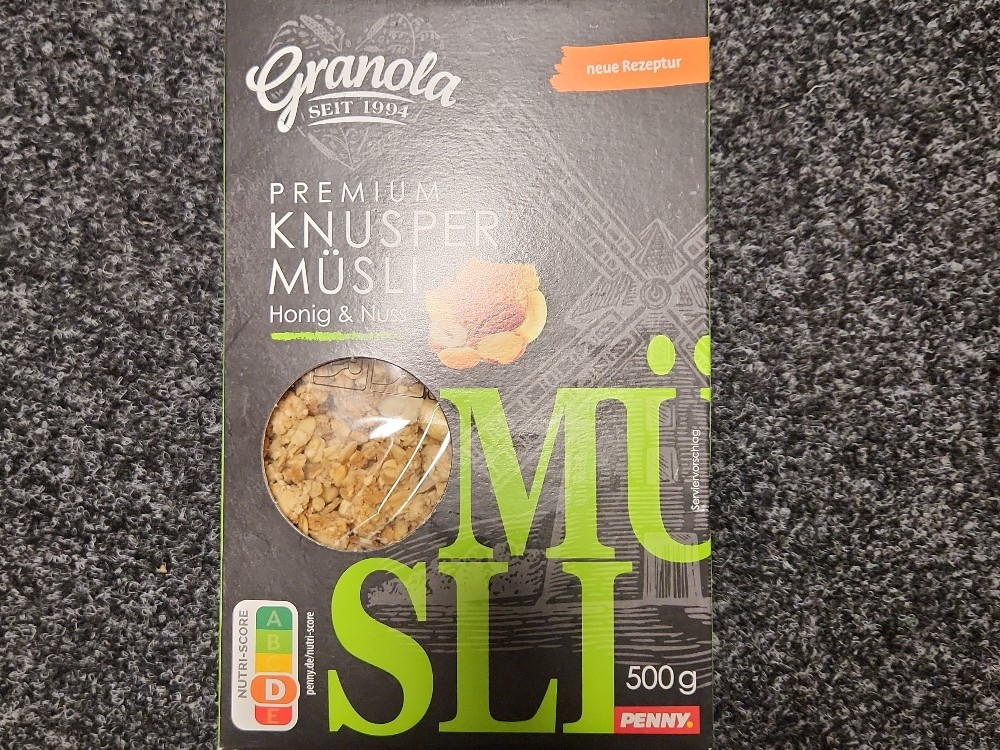 Granola
SEIT 1994
neue Rezeptur
PREMIUM
KNUSPER
MÜSLI
Honig & Nuss
MÜ
SLI
Serviervorschlag
NUTRI-SCORE
A
B
C
D
E
penny.de/nutri-score
500 g
PENNY.